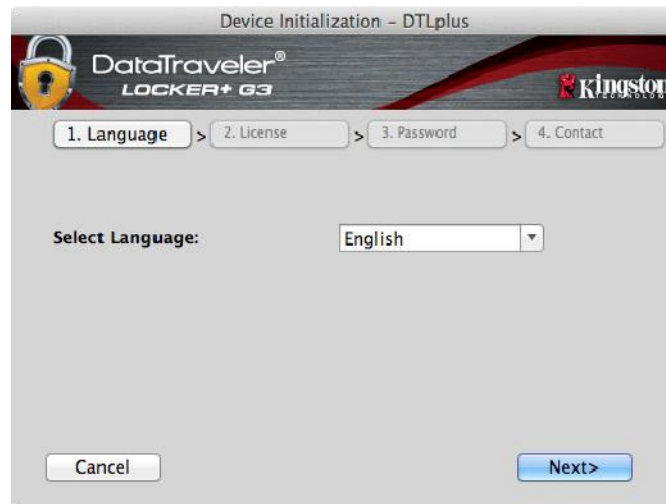 Device Initialization - DTLplus
DataTraveler®
LOCKER+ G3
Kingston
TECHNOLOGY
1. Language > 2. License > 3. Password > 4. Contact
Select Language: English
Cancel Next>